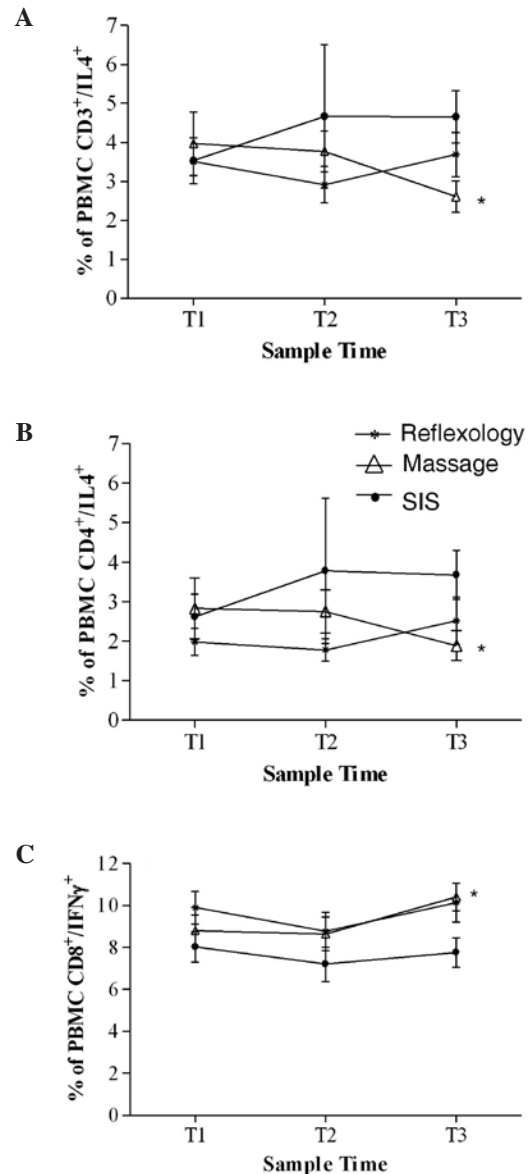 A
% of PBMC CD3⁺/IL4⁺
7
6
5
4
3
2
1
0
*
T1 T2 T3
Sample Time
B
% of PBMC CD4⁺/IL4⁺
7
6
5
4
3
2
1
0
Reflexology
Massage
SIS
*
T1 T2 T3
Sample Time
C
% of PBMC CD8⁺/IFNγ⁺
12
10
8
6
4
2
0
*
T1 T2 T3
Sample Time